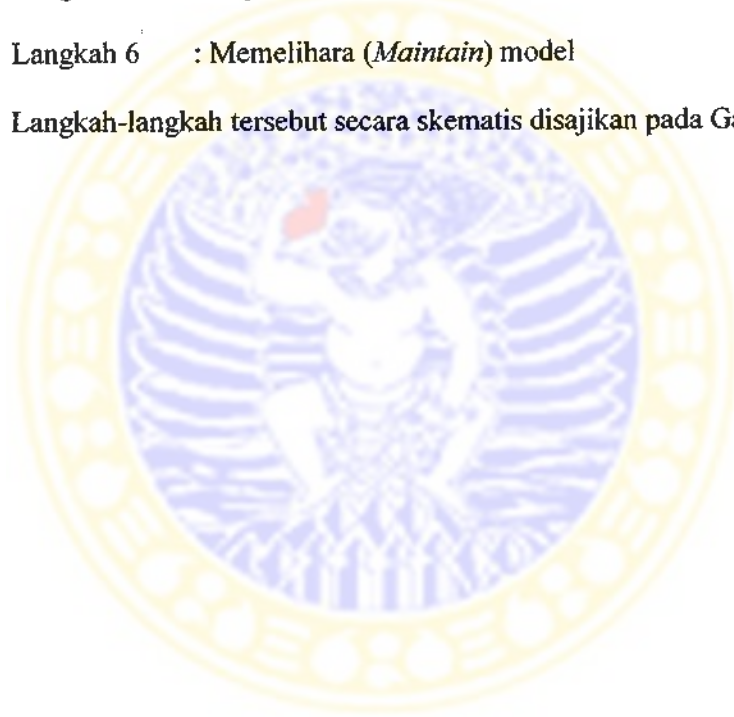 Langkah 6 : Memelihara (Maintain) model
Langkah-langkah tersebut secara skematis disajikan pada Ga